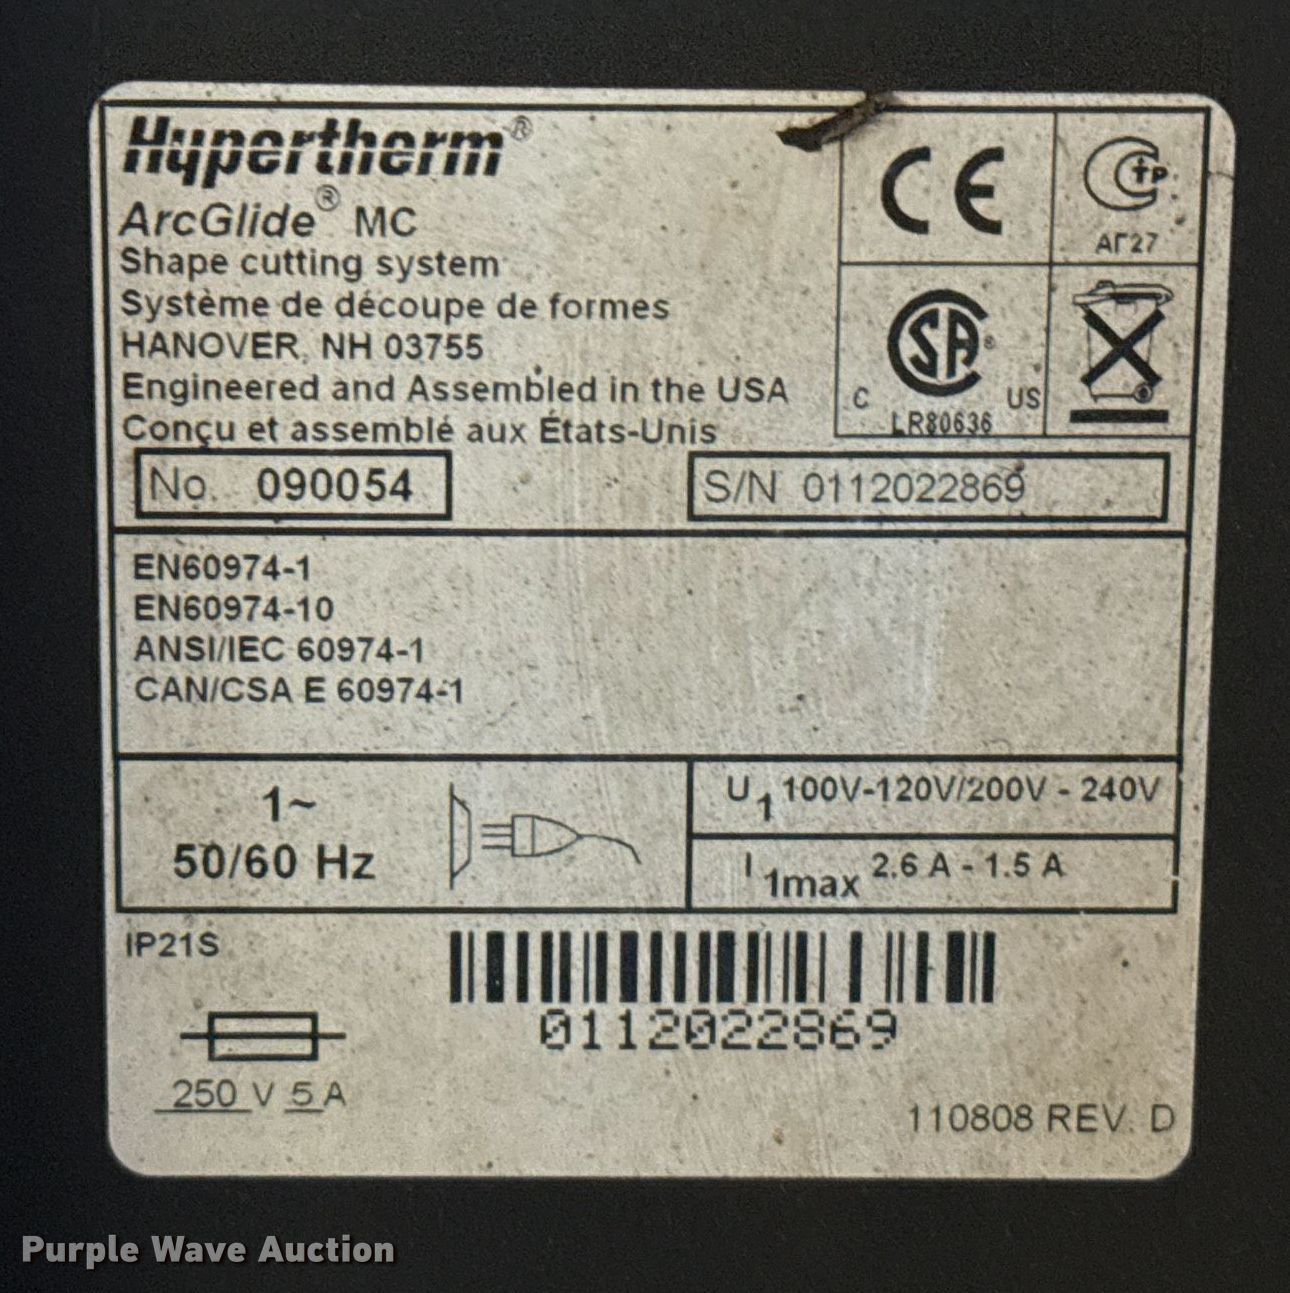 Hypertherm®
ArcGlide® MC
Shape cutting system
Système de découpe de formes
HANOVER, NH 03755
Engineered and Assembled in the USA
Conçu et assemblé aux États-Unis
CE
TP
АГ27
SA®
C US
LR80636
No. 090054
S/N 0112022869
EN60974-1
EN60974-10
ANSI/IEC 60974-1
CAN/CSA E 60974-1
1~
50/60 Hz
U1 100V-120V/200V - 240V
I1max 2.6 A - 1.5 A
IP21S
0112022869
250 V 5 A
110808 REV. D
Purple Wave Auction